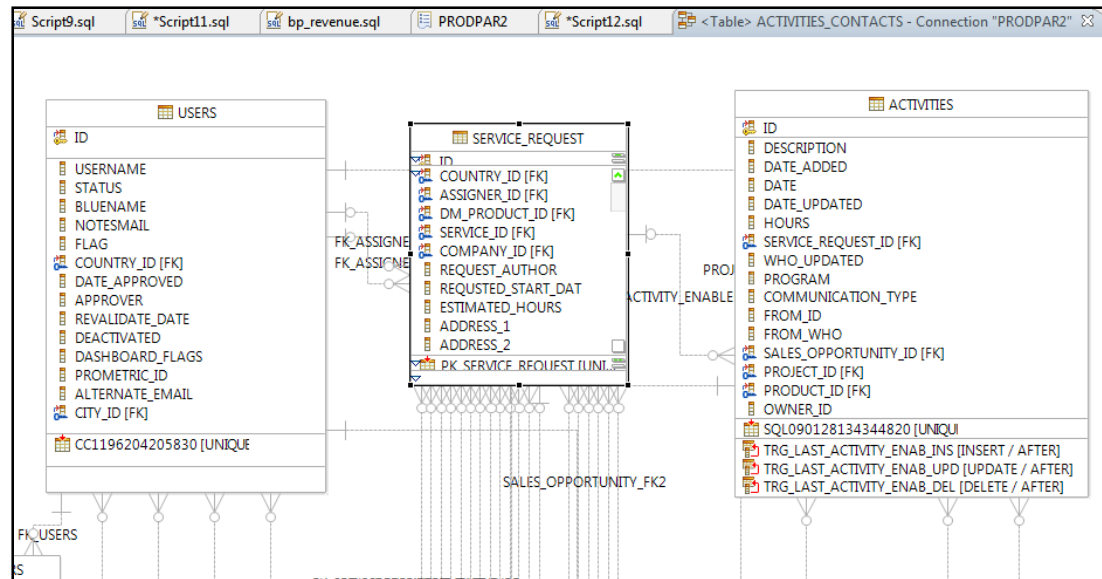 Script9.sql
*Script11.sql
bp_revenue.sql
PRODPAR2
*Script12.sql
<Table> ACTIVITIES_CONTACTS - Connection "PRODPAR2"
USERS
ID
USERNAME
STATUS
BLUENAME
NOTESMAIL
FLAG
COUNTRY_ID [FK]
DATE_APPROVED
APPROVER
REVALIDATE_DATE
DEACTIVATED
DASHBOARD_FLAGS
PROMETRIC_ID
ALTERNATE_EMAIL
CITY_ID [FK]
CC1196204205830 [UNIQUE
FK_ASSIGNE
FK_ASSIGNE
SERVICE_REQUEST
ID
COUNTRY_ID [FK]
ASSIGNER_ID [FK]
DM_PRODUCT_ID [FK]
SERVICE_ID [FK]
COMPANY_ID [FK]
REQUEST_AUTHOR
REQUSTED_START_DAT
ESTIMATED_HOURS
ADDRESS_1
ADDRESS_2
PK_SERVICE_REQUEST [UNI...
PROJ
ACTIVITY_ENABLE
ACTIVITIES
ID
DESCRIPTION
DATE_ADDED
DATE
DATE_UPDATED
HOURS
SERVICE_REQUEST_ID [FK]
WHO_UPDATED
PROGRAM
COMMUNICATION_TYPE
FROM_ID
FROM_WHO
SALES_OPPORTUNITY_ID [FK]
PROJECT_ID [FK]
PRODUCT_ID [FK]
OWNER_ID
SQL090128134344820 [UNIQUI
TRG_LAST_ACTIVITY_ENAB_INS [INSERT / AFTER]
TRG_LAST_ACTIVITY_ENAB_UPD [UPDATE / AFTER]
TRG_LAST_ACTIVITY_ENAB_DEL [DELETE / AFTER]
SALES_OPPORTUNITY_FK2
FK_USERS
RS